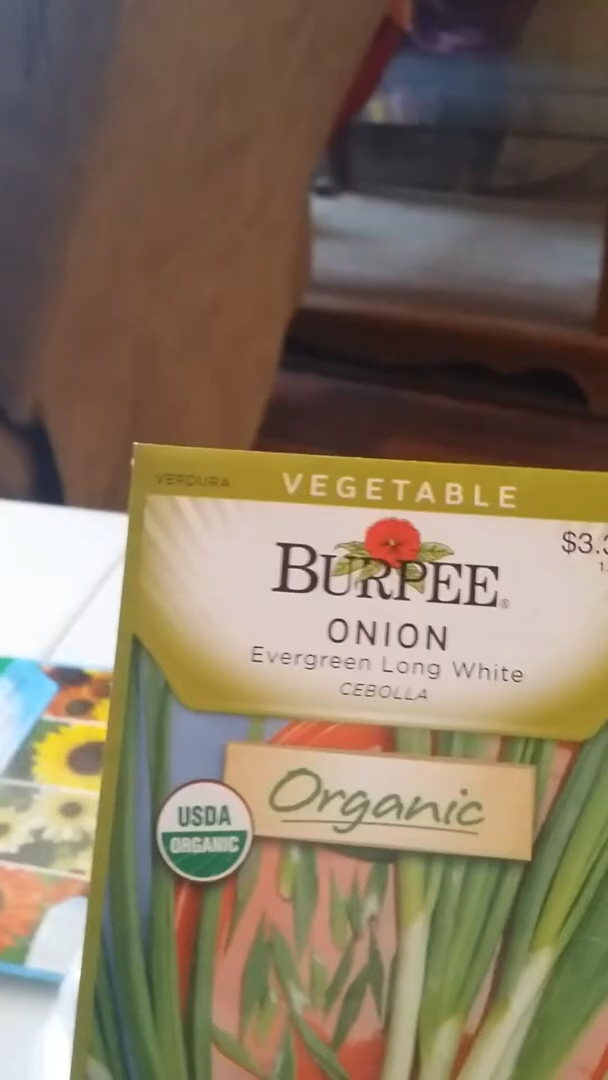 VERDURA
VEGETABLE
BURPEE®
ONION
Evergreen Long White
CEBOLLA
Organic
USDA
ORGANIC